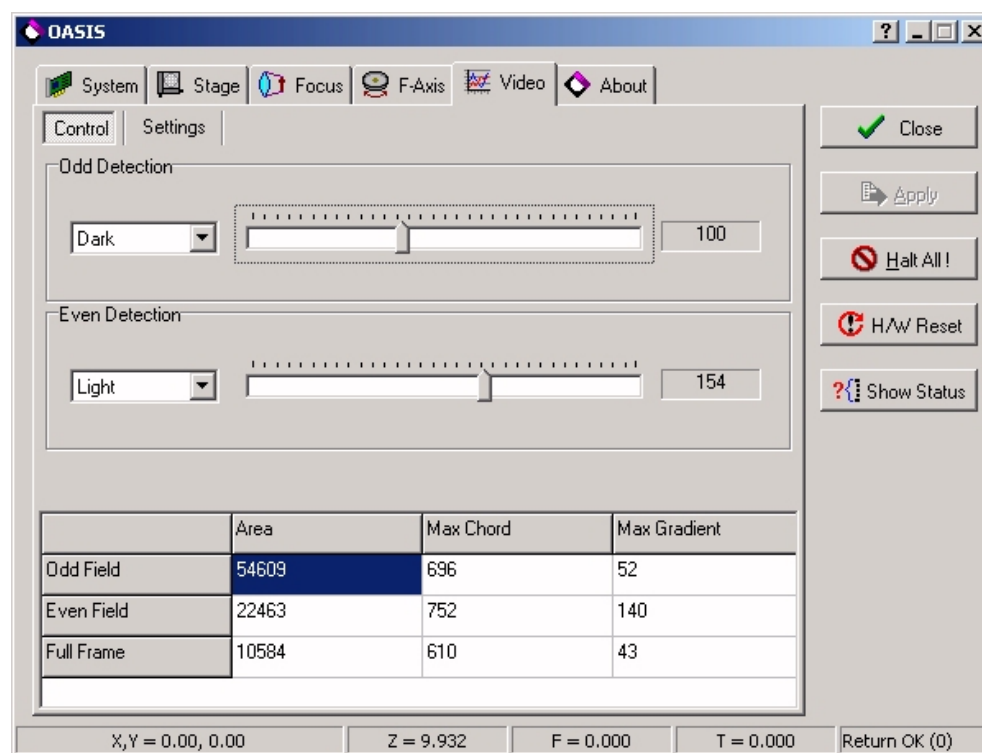 OASIS
System Stage Focus F-Axis Video About
Control Settings
Odd Detection
Dark 100
Even Detection
Light 154
Area Max Chord Max Gradient
Odd Field 54609 696 52
Even Field 22463 752 140
Full Frame 10584 610 43
Close
Apply
Halt All !
H/W Reset
?{ Show Status
X,Y = 0.00, 0.00 Z = 9.932 F = 0.000 T = 0.000 Return OK (0)